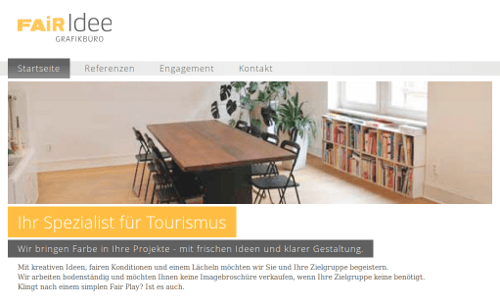 FAiR Idee
GRAFIKBÜRO
Startseite Referenzen Engagement Kontakt
Ihr Spezialist für Tourismus
Wir bringen Farbe in Ihre Projekte - mit frischen Ideen und klarer Gestaltung.
Mit kreativen Ideen, fairen Konditionen und einem Lächeln möchten wir Sie und Ihre Zielgruppe begeistern.
Wir arbeiten bodenständig und möchten Ihnen keine Imagebroschüre verkaufen, wenn Ihre Zielgruppe keine benötigt.
Klingt nach einem simplen Fair Play? Ist es auch.